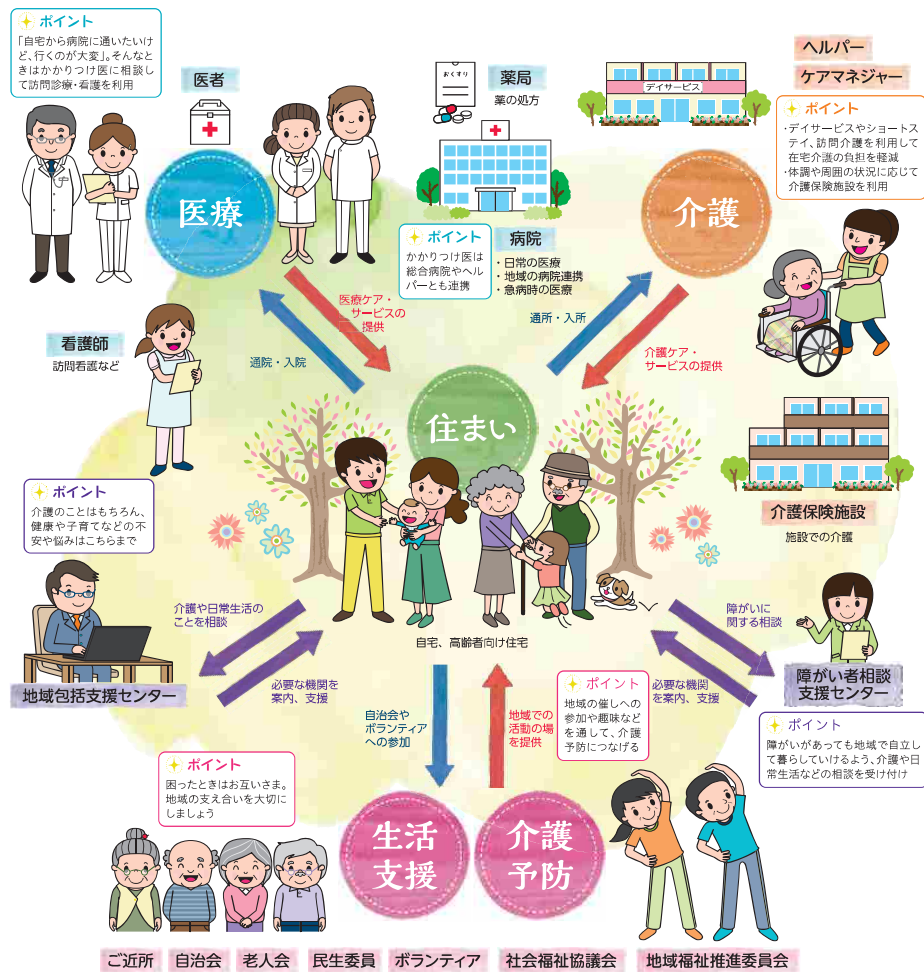 ポイント
「自宅から病院に通いたいけ
ど、行くのが大変」。そんなと
きはかかりつけ医に相談し
て訪問診療・看護を利用
医者
おくすり
薬局
薬の処方
デイサービス
ヘルパー
ケアマネジャー
ポイント
・デイサービスやショートス
テイ、訪問介護を利用して
在宅介護の負担を軽減
・体調や周囲の状況に応じて
介護保険施設を利用
医療
介護
ポイント
かかりつけ医は
総合病院やヘル
パーとも連携
病院
・日常の医療
・地域の病院連携
・急病時の医療
医療ケア・
サービスの
提供
通院・入院
通所・入所
介護ケア・
サービスの提供
看護師
訪問看護など
住まい
介護保険施設
施設での介護
ポイント
介護のことはもちろん、
健康や子育てなどの不
安や悩みはこちらまで
介護や日常生活の
ことを相談
地域包括支援センター
必要な機関を
案内、支援
自宅、高齢者向け住宅
障がいに
関する相談
必要な機関
を案内、支援
障がい者相談
支援センター
ポイント
障がいがあっても地域で自立し
て暮らしていけるよう、介護や日
常生活などの相談を受け付け
自治会や
ボランティア
への参加
地域での
活動の場
を提供
ポイント
地域の催しへの
参加や趣味など
を通して、介護
予防につなげる
ポイント
困ったときはお互いさま。
地域の支え合いを大切に
しましょう
生活
支援
介護
予防
ご近所
自治会
老人会
民生委員
ボランティア
社会福祉協議会
地域福祉推進委員会